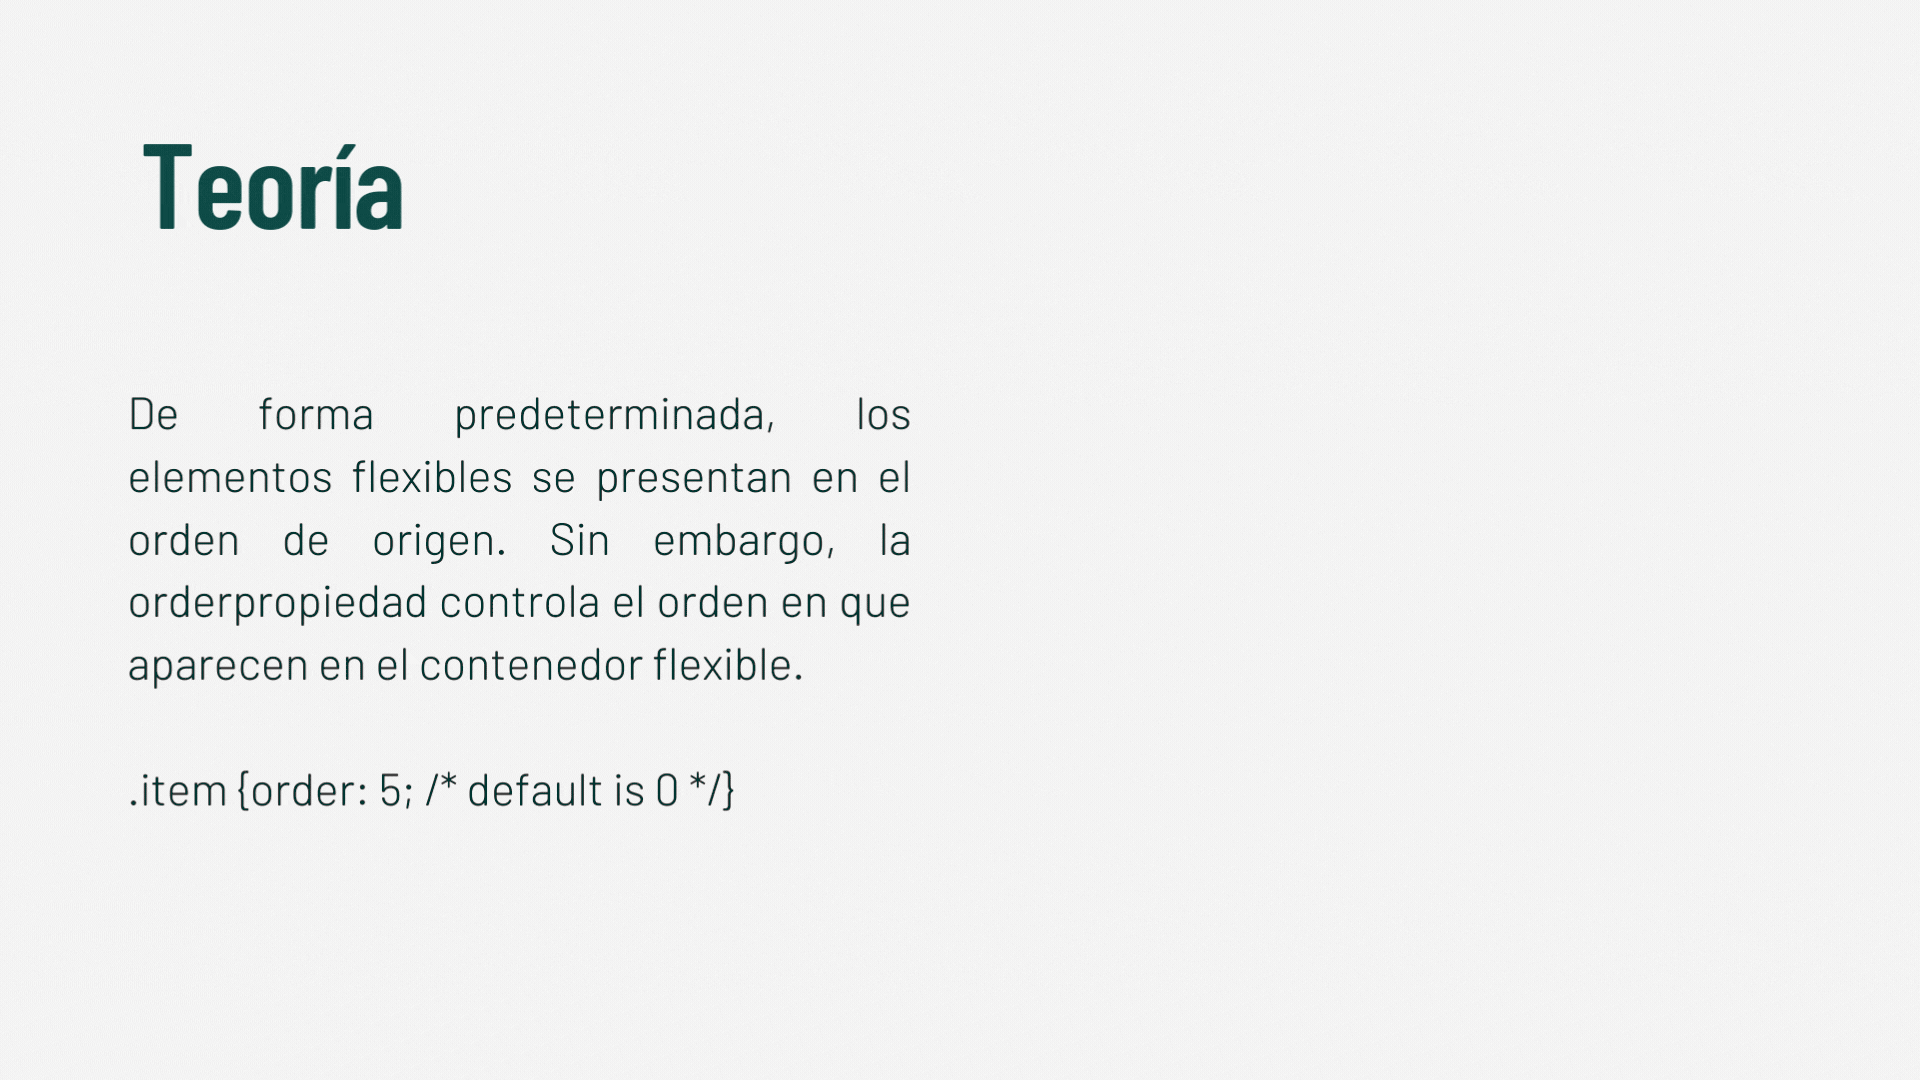 Teoría
De forma predeterminada, los
elementos flexibles se presentan en el
orden de origen. Sin embargo, la
orderpropiedad controla el orden en que
aparecen en el contenedor flexible.
.item {order: 5; /* default is 0 */}